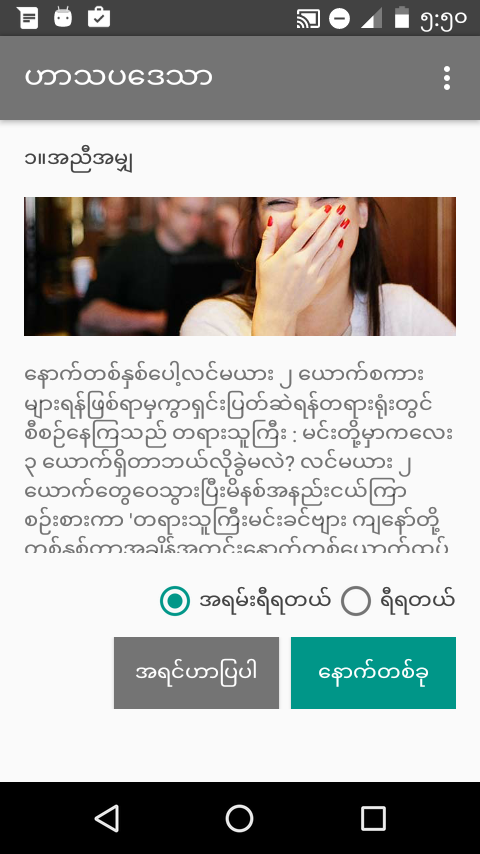 ၅:၅၀
ဟာသပဒေသာ
၁။အညီအမျှ
နောက်တစ်နှစ်ပေါ့လင်မယား ၂ ယောက်စကား
များရန်ဖြစ်ရာမှကွာရှင်းပြတ်ဆဲရန်တရားရုံးတွင်
စီစဉ်နေကြသည် တရားသူကြီး : မင်းတို့မှာကလေး
၃ ယောက်ရှိတာဘယ်လိုခွဲမလဲ? လင်မယား ၂
ယောက်တွေဝေသွားပြီးမိနစ်အနည်းငယ်ကြာ
စဉ်းစားကာ 'တရားသူကြီးမင်းခင်ဗျား ကျနော်တို့
တစ်နှစ်ကာအချိန်အတွင်းနောက်တစ်ယောက်ထပ်
အရမ်းရီရတယ် ရီရတယ်
အရင်ဟာပြပါ နောက်တစ်ခု